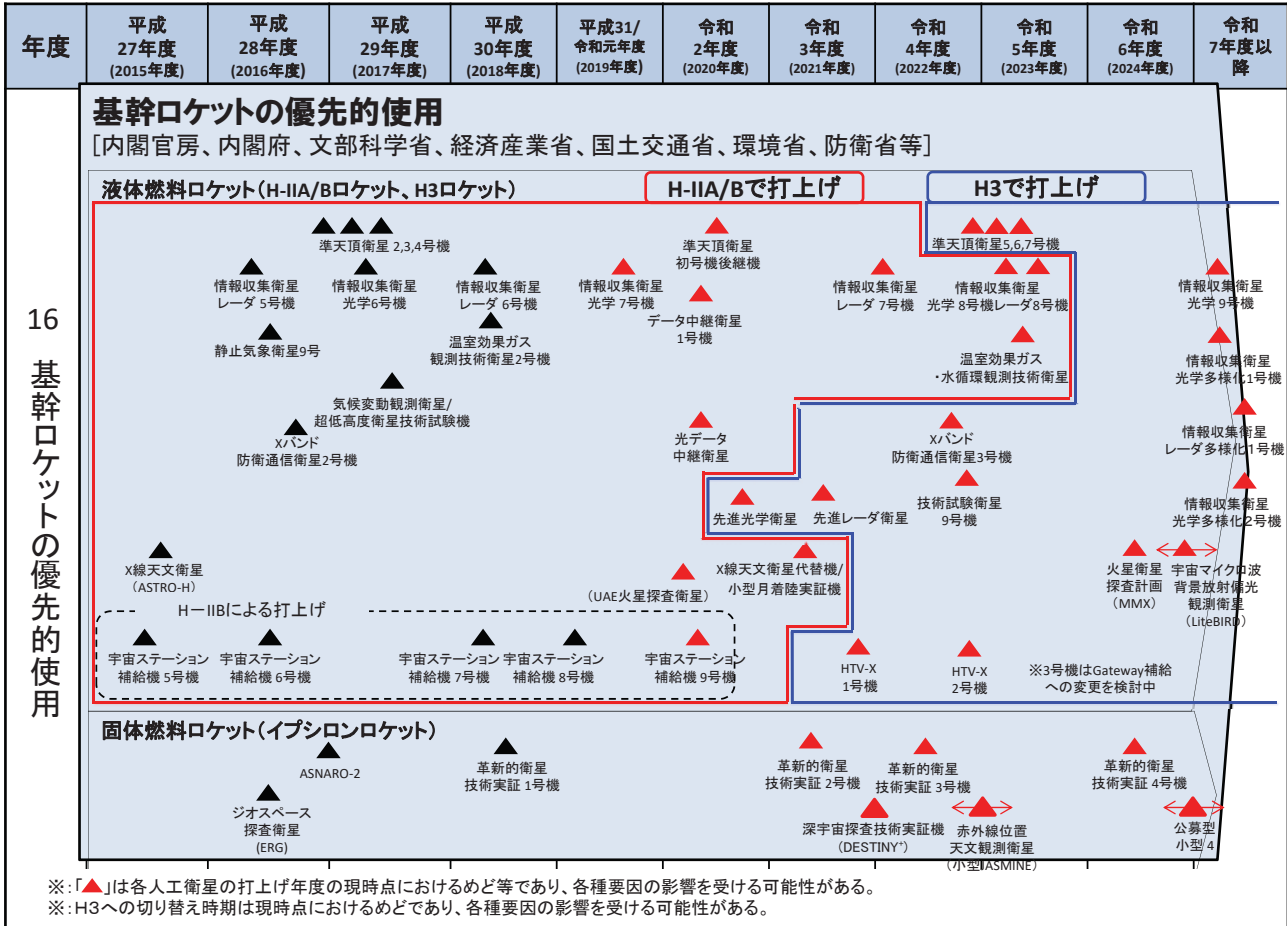 年度
平成
27年度
(2015年度)
平成
28年度
(2016年度)
平成
29年度
(2017年度)
平成
30年度
(2018年度)
平成31/
令和元年度
(2019年度)
令和
2年度
(2020年度)
令和
3年度
(2021年度)
令和
4年度
(2022年度)
令和
5年度
(2023年度)
令和
6年度
(2024年度)
令和
7年度以
降
16 基幹ロケットの優先的使用
基幹ロケットの優先的使用
[内閣官房、内閣府、文部科学省、経済産業省、国土交通省、環境省、防衛省等]
液体燃料ロケット(H-IIA/Bロケット、H3ロケット)
H-IIA/Bで打上げ
H3で打上げ
準天頂衛星 2,3,4号機
準天頂衛星
初号機後継機
準天頂衛星5,6,7号機
情報収集衛星
レーダ 5号機
情報収集衛星
光学6号機
情報収集衛星
レーダ 6号機
情報収集衛星
光学 7号機
データ中継衛星
1号機
情報収集衛星
レーダ 7号機
情報収集衛星
光学 8号機レーダ8号機
情報収集衛星
光学 9号機
静止気象衛星9号
温室効果ガス
観測技術衛星2号機
温室効果ガス
・水循環観測技術衛星
情報収集衛星
光学多様化1号機
気候変動観測衛星/
超低高度衛星技術試験機
Xバンド
防衛通信衛星2号機
光データ
中継衛星
Xバンド
防衛通信衛星3号機
情報収集衛星
レーダ多様化1号機
先進光学衛星
先進レーダ衛星
技術試験衛星
9号機
情報収集衛星
光学多様化2号機
X線天文衛星
(ASTRO-H)
(UAE火星探査衛星)
X線天文衛星代替機/
小型月着陸実証機
火星衛星
探査計画
(MMX)
宇宙マイクロ波
背景放射偏光
観測衛星
(LiteBIRD)
HーIIBによる打上げ
宇宙ステーション
補給機 5号機
宇宙ステーション
補給機 6号機
宇宙ステーション
補給機 7号機
宇宙ステーション
補給機 8号機
宇宙ステーション
補給機 9号機
HTV-X
1号機
HTV-X
2号機
※3号機はGateway補給
への変更を検討中
固体燃料ロケット(イプシロンロケット)
ASNARO-2
ジオスペース
探査衛星
(ERG)
革新的衛星
技術実証 1号機
革新的衛星
技術実証 2号機
革新的衛星
技術実証 3号機
革新的衛星
技術実証 4号機
深宇宙探査技術実証機
(DESTINY⁺)
赤外線位置
天文観測衛星
(小型JASMINE)
公募型
小型 4
※:「▲」は各人工衛星の打上げ年度の現時点におけるめど等であり、各種要因の影響を受ける可能性がある。
※:H3への切り替え時期は現時点におけるめどであり、各種要因の影響を受ける可能性がある。